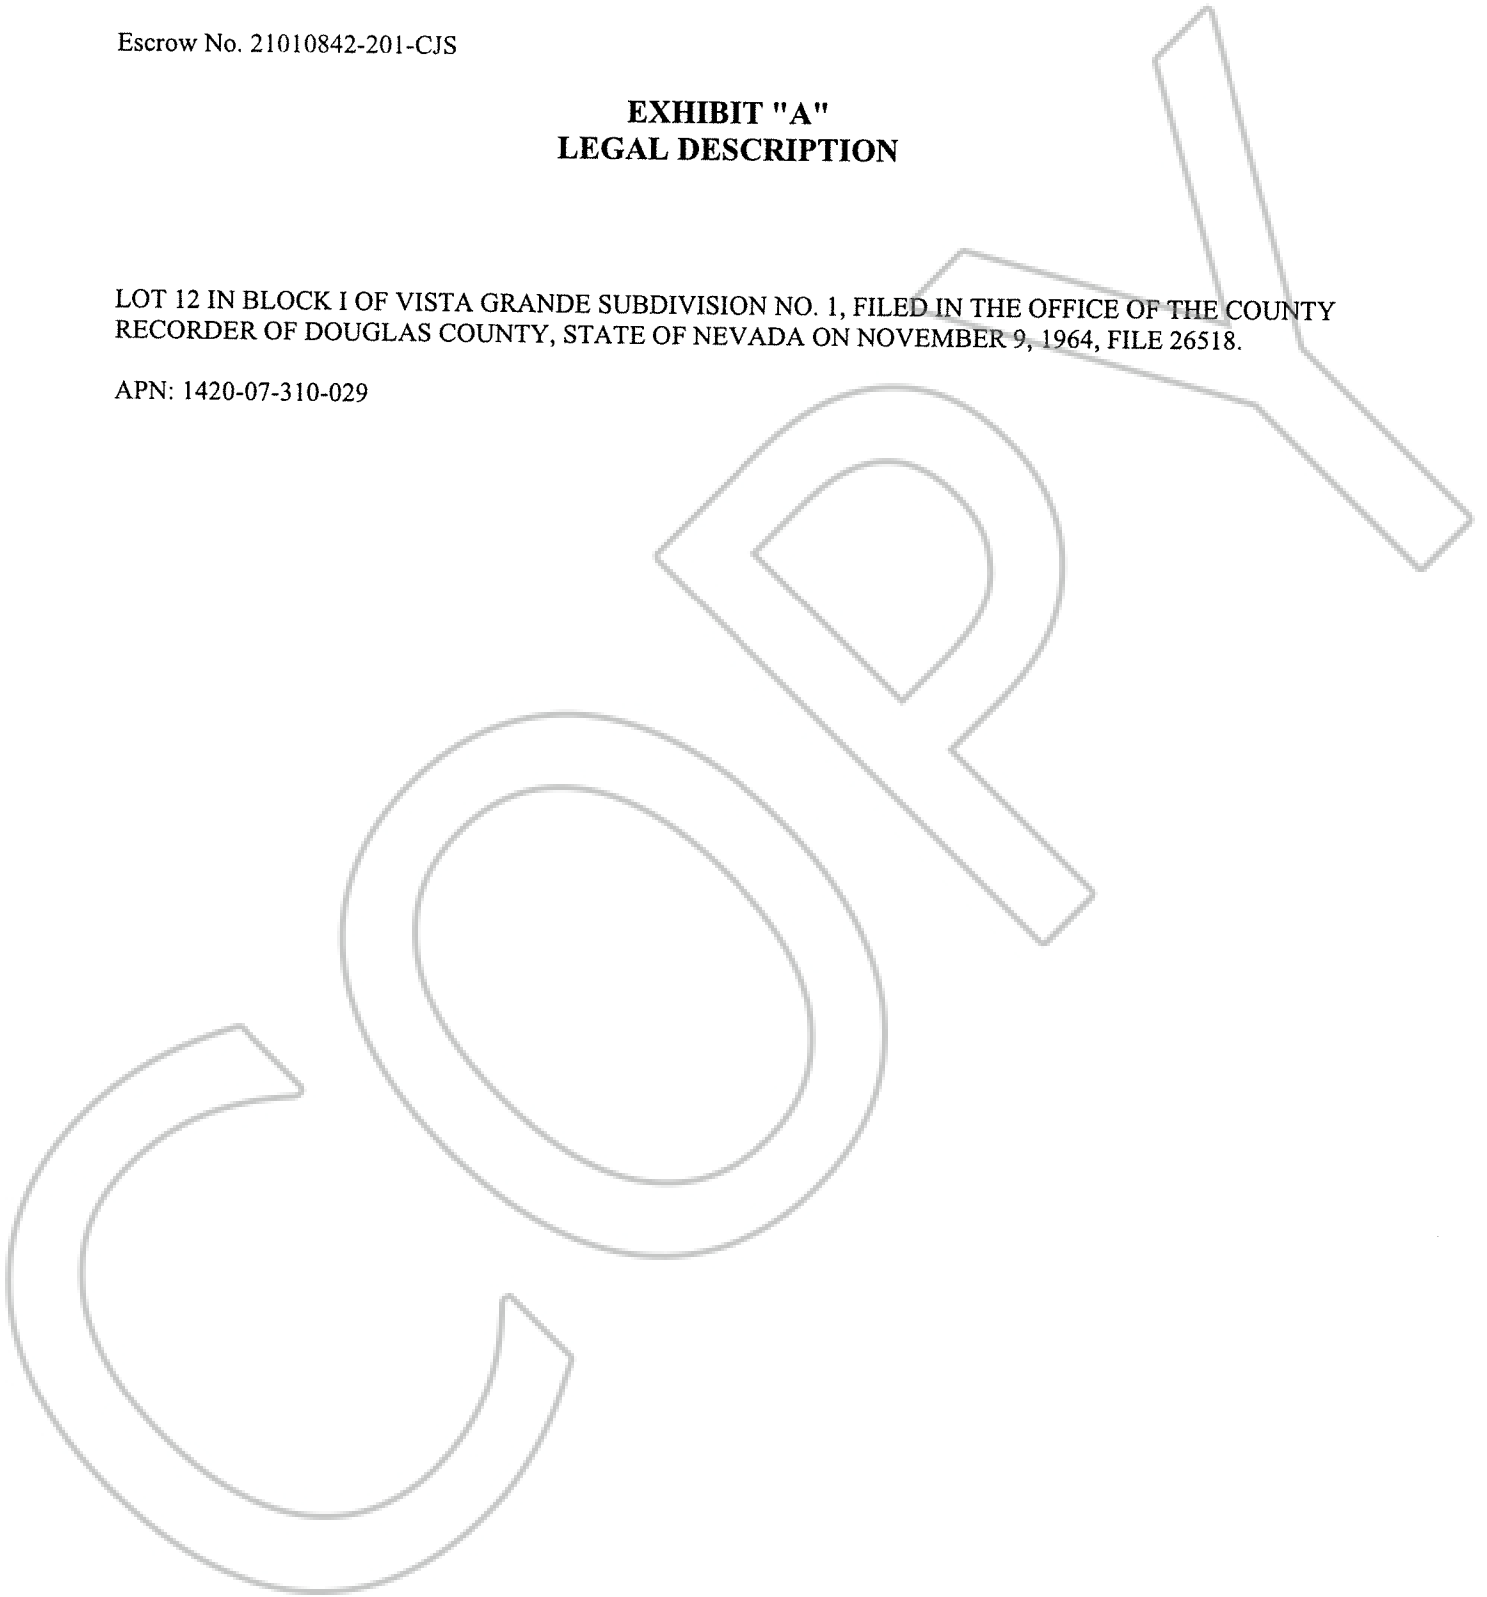 Escrow No. 21010842-201-CJS
EXHIBIT "A"
LEGAL DESCRIPTION
LOT 12 IN BLOCK I OF VISTA GRANDE SUBDIVISION NO. 1, FILED IN THE OFFICE OF THE COUNTY
RECORDER OF DOUGLAS COUNTY, STATE OF NEVADA ON NOVEMBER 9, 1964, FILE 26518.
APN: 1420-07-310-029
COPY